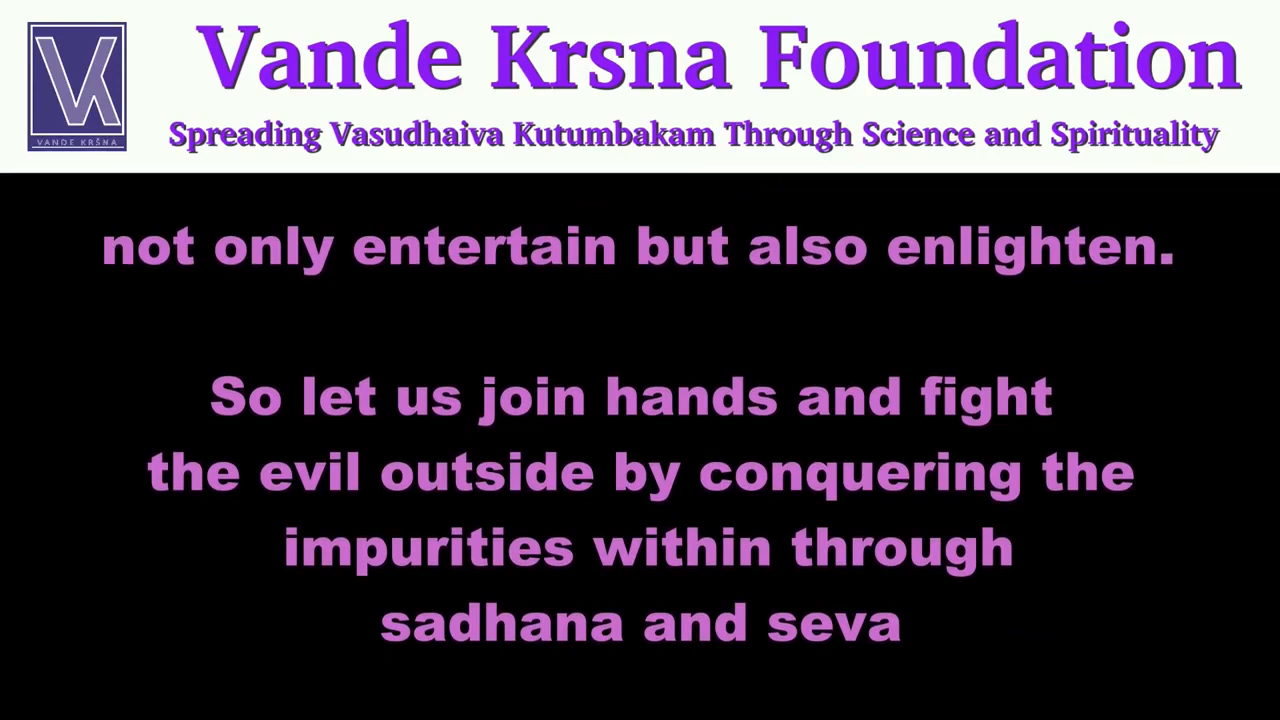 VK
VANDE KRŠNA
Vande Krsna Foundation
Spreading Vasudhaiva Kutumbakam Through Science and Spirituality
not only entertain but also enlighten.
So let us join hands and fight
the evil outside by conquering the
impurities within through
sadhana and seva